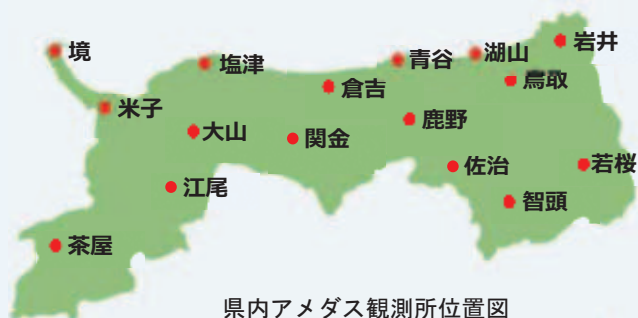 境
塩津
青谷
湖山
岩井
鳥取
米子
倉吉
大山
関金
鹿野
佐治
若桜
江尾
智頭
茶屋
県内アメダス観測所位置図